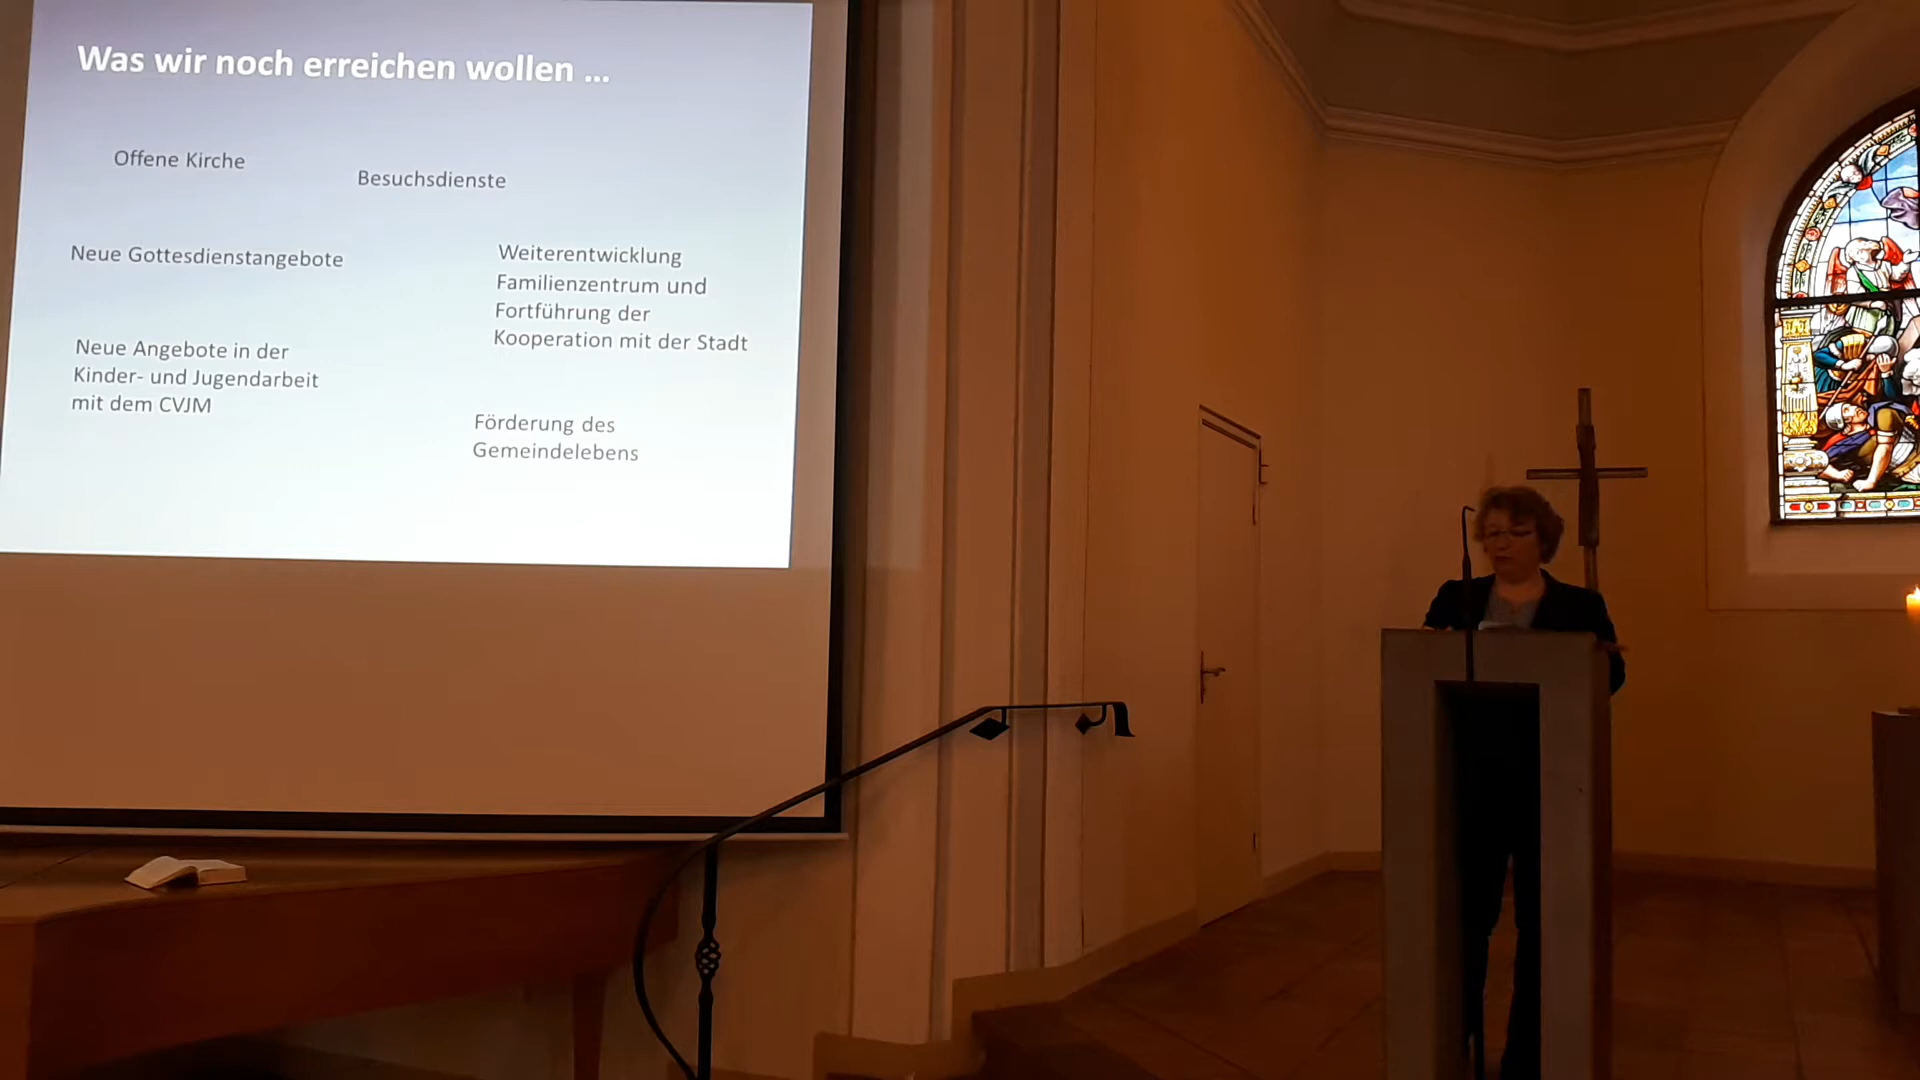 Was wir noch erreichen wollen ...
Offene Kirche
Besuchsdienste
Neue Gottesdienstangebote
Weiterentwicklung
Familienzentrum und
Fortführung der
Kooperation mit der Stadt
Neue Angebote in der
Kinder- und Jugendarbeit
mit dem CVJM
Förderung des
Gemeindelebens